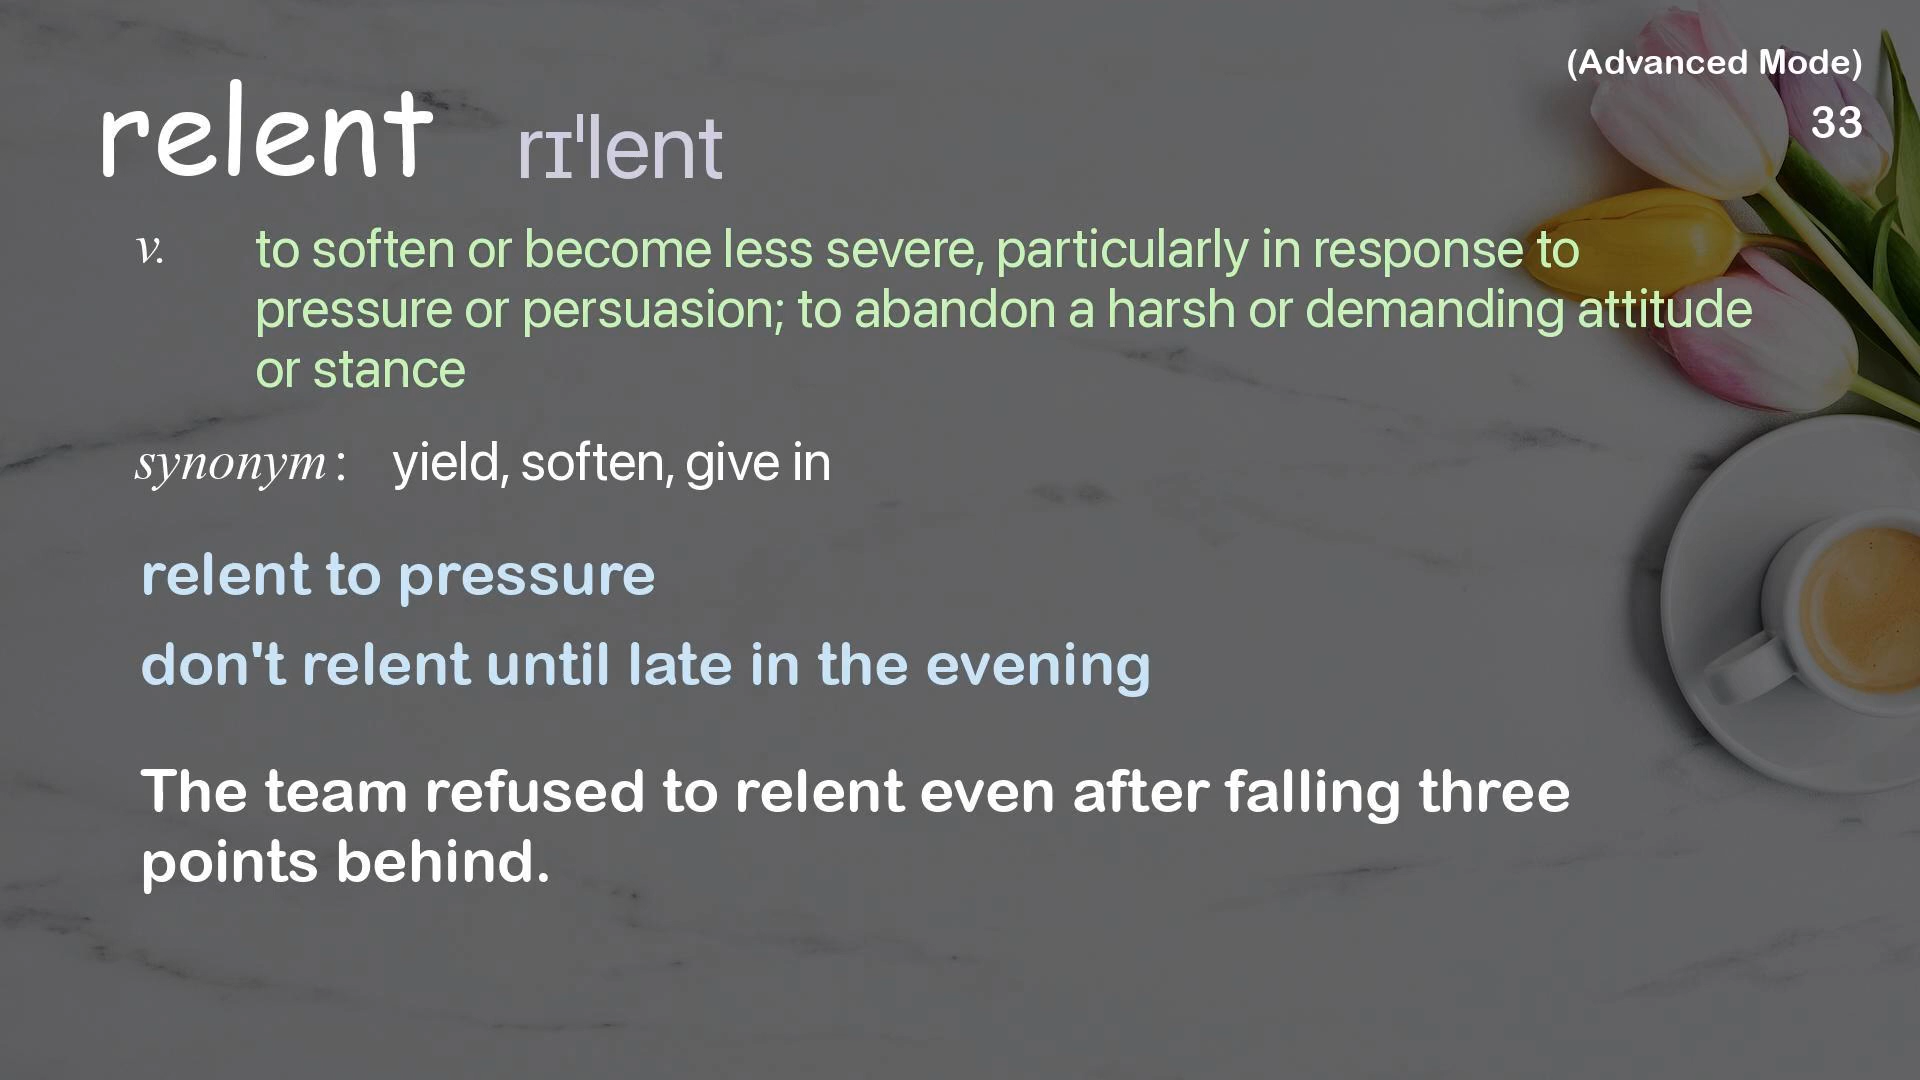 (Advanced Mode)
33
relent rɪˈlent
v. to soften or become less severe, particularly in response to
pressure or persuasion; to abandon a harsh or demanding attitude
or stance
synonym: yield, soften, give in
relent to pressure
don't relent until late in the evening
The team refused to relent even after falling three
points behind.